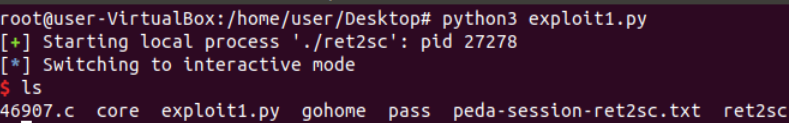 root@user-VirtualBox:/home/user/Desktop# python3 exploit1.py
[+] Starting local process './ret2sc': pid 27278
[*] Switching to interactive mode
$ ls
46907.c  core  exploit1.py  gohome  pass  peda-session-ret2sc.txt  ret2sc